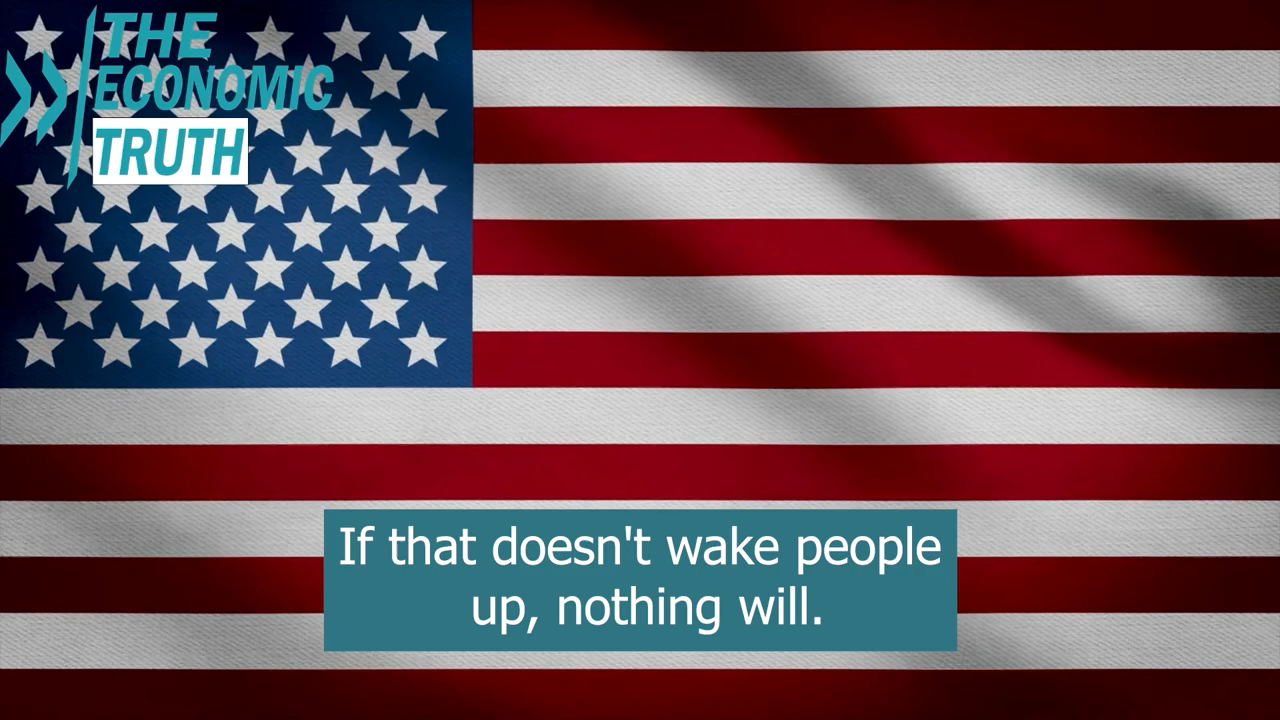 THE
ECONOMIC
TRUTH
If that doesn't wake people
up, nothing will.